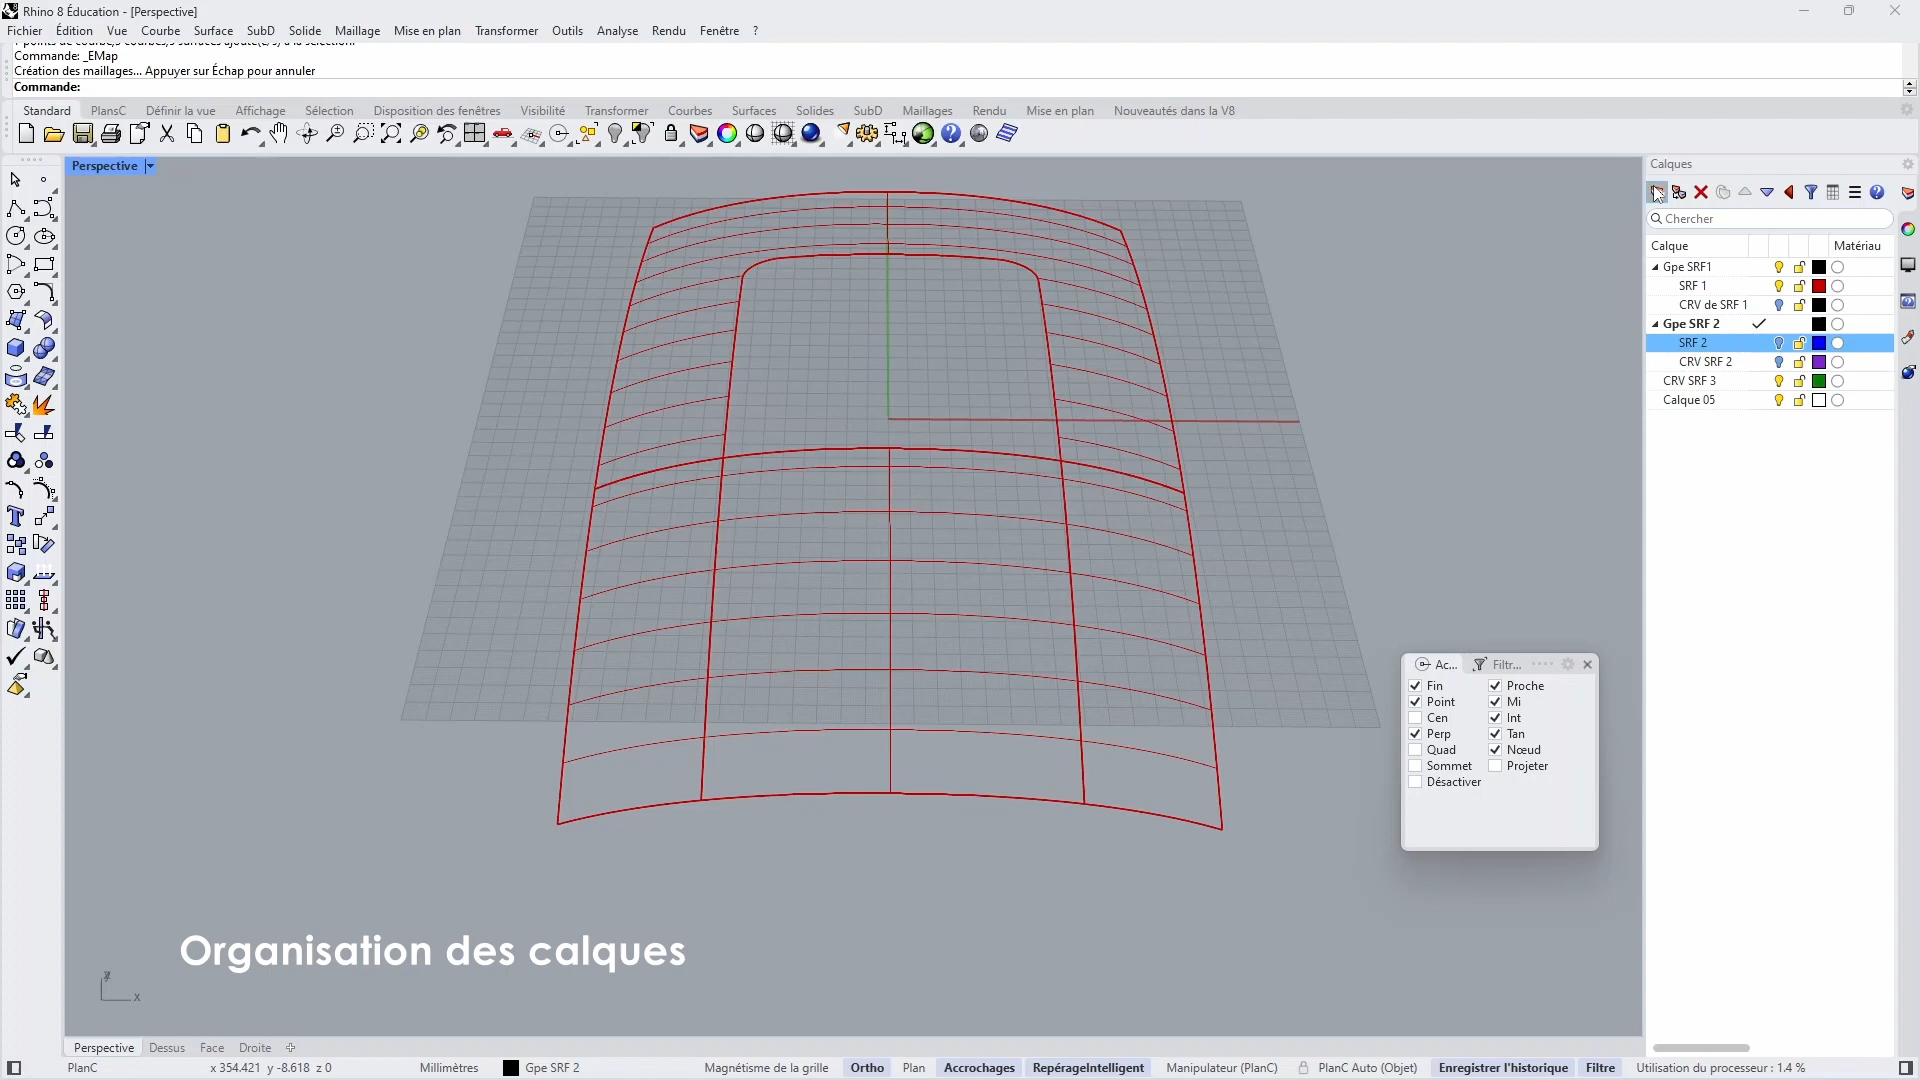 Rhino 8 Éducation - [Perspective]
Fichier Édition Vue Courbe Surface SubD Solide Maillage Mise en plan Transformer Outils Analyse Rendu Fenêtre ?
Commande: _EMap
Création des maillages... Appuyer sur Échap pour annuler
Commande:
Standard PlansC Définir la vue Affichage Sélection Disposition des fenêtres Visibilité Transformer Courbes Surfaces Solides SubD Maillages Rendu Mise en plan Nouveautés dans la V8
Perspective
Calques
Chercher
Calque Matériau
Gpe SRF1
SRF 1
CRV de SRF 1
Gpe SRF 2
SRF 2
CRV SRF 2
CRV SRF 3
Calque 05
Ac... Filtr...
Fin Proche
Point Mi
Cen Int
Perp Tan
Quad Nœud
Sommet Projeter
Désactiver
Organisation des calques
x
Perspective Dessus Face Droite
PlanC x 354.421 y -8.618 z 0 Millimètres Gpe SRF 2 Magnétisme de la grille Ortho Plan Accrochages RepérageIntelligent Manipulateur (PlanC) PlanC Auto (Objet) Enregistrer l'historique Filtre Utilisation du processeur : 1.4 %